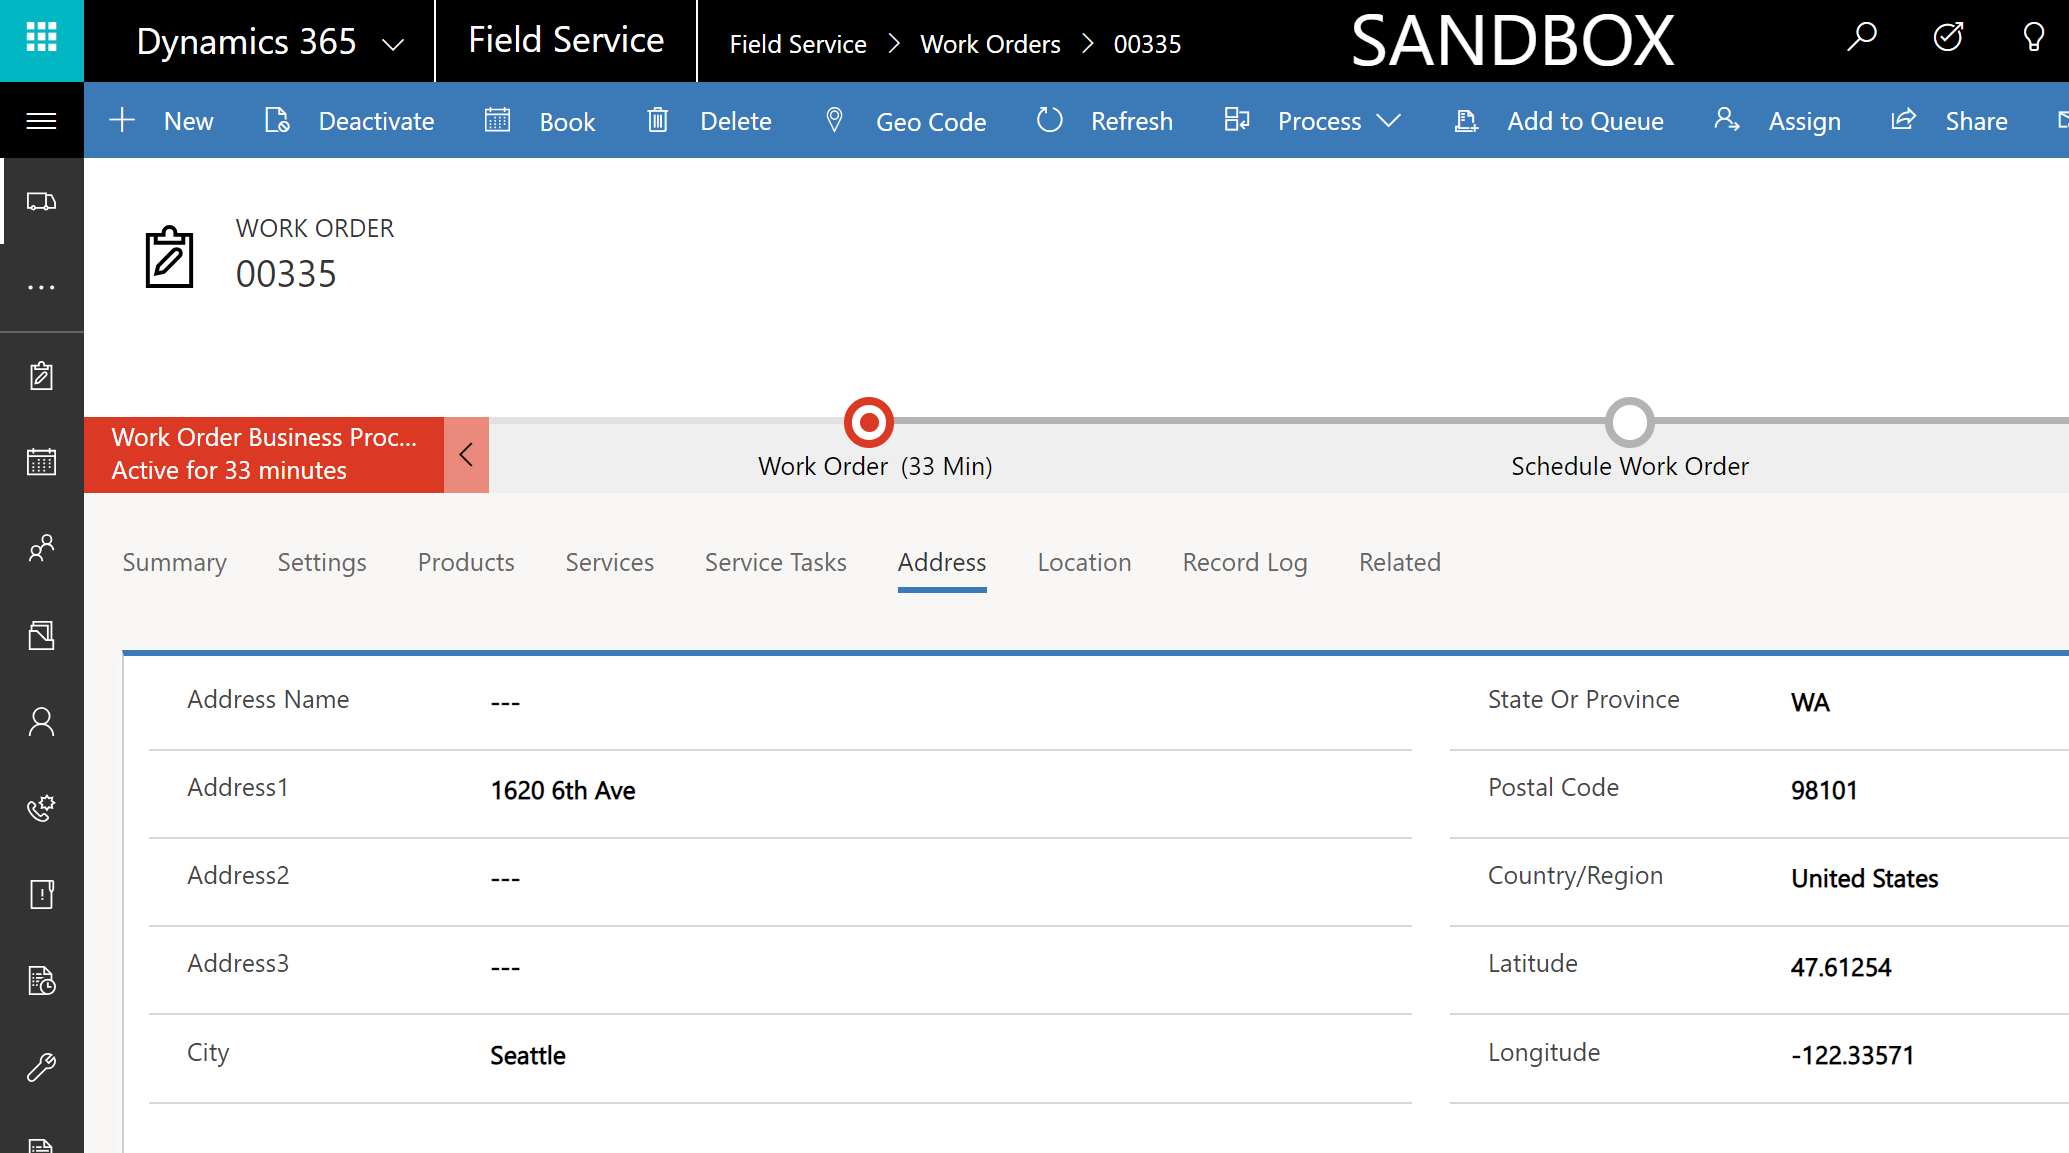 Dynamics 365
Field Service
Field Service > Work Orders > 00335
SANDBOX
New
Deactivate
Book
Delete
Geo Code
Refresh
Process
Add to Queue
Assign
Share
WORK ORDER
00335
Work Order Business Proc...
Active for 33 minutes
Work Order (33 Min)
Schedule Work Order
Summary
Settings
Products
Services
Service Tasks
Address
Location
Record Log
Related
Address Name ---
Address1 1620 6th Ave
Address2 ---
Address3 ---
City Seattle
State Or Province WA
Postal Code 98101
Country/Region United States
Latitude 47.61254
Longitude -122.33571